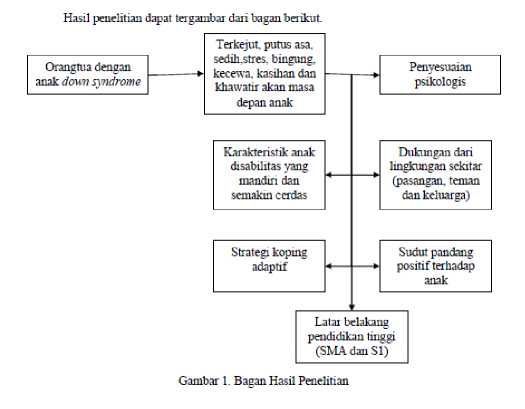 Hasil penelitian dapat tergambar dari bagan berikut.
Orangtua dengan
anak down syndrome
Terkejut, putus asa,
sedih,stres, bingung,
kecewa, kasihan dan
khawatir akan masa
depan anak
Penyesuaian
psikologis
Karakteristik anak
disabilitas yang
mandiri dan
semakin cerdas
Dukungan dari
lingkungan sekitar
(pasangan, teman
dan keluarga)
Strategi koping
adaptif
Sudut pandang
positif terhadap
anak
Latar belakang
pendidikan tinggi
(SMA dan S1)
Gambar 1. Bagan Hasil Penelitian